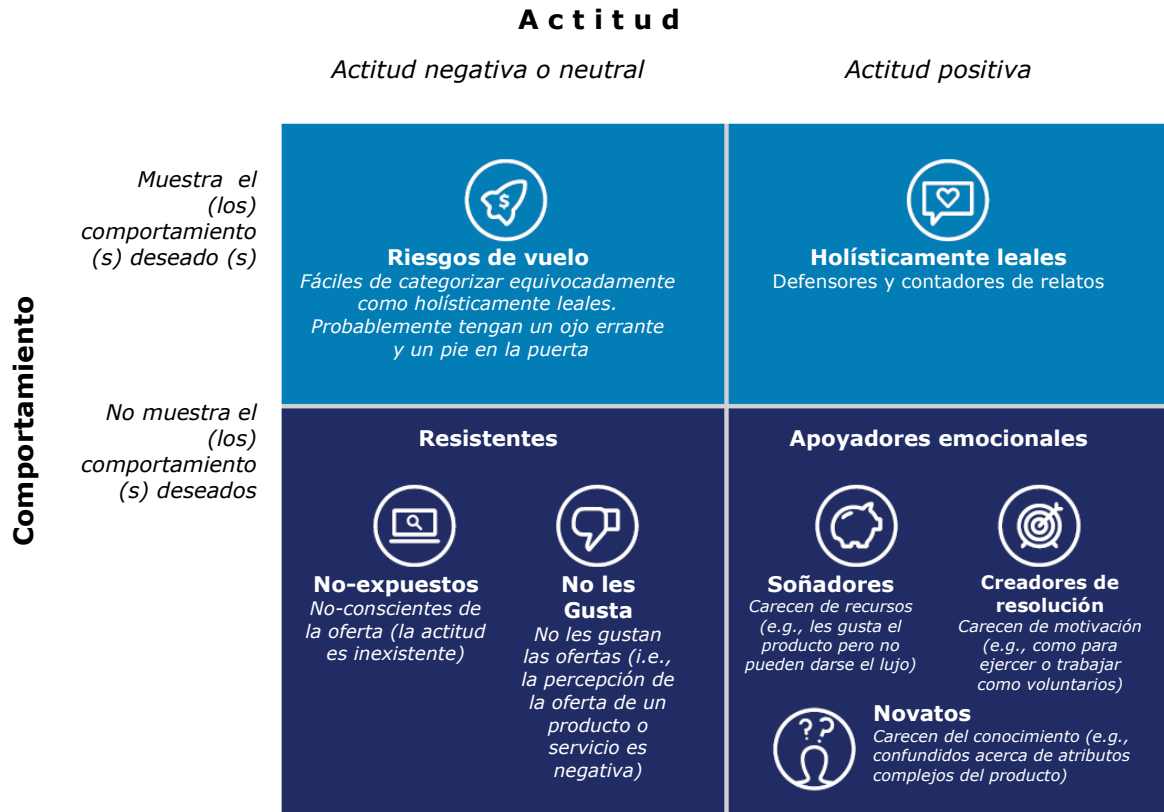 Actitud
Actitud negativa o neutral
Actitud positiva
Comportamiento
Muestra el
(los)
comportamiento
(s) deseado (s)
Riesgos de vuelo
Fáciles de categorizar equivocadamente
como holísticamente leales.
Probablemente tengan un ojo errante
y un pie en la puerta
Holísticamente leales
Defensores y contadores de relatos
No muestra el
(los)
comportamiento
(s) deseados
Resistentes
No-expuestos
No-conscientes de
la oferta (la actitud
es inexistente)
No les
Gusta
No les gustan
las ofertas (i.e.,
la percepción de
la oferta de un
producto o
servicio es
negativa)
Apoyadores emocionales
Soñadores
Carecen de recursos
(e.g., les gusta el
producto pero no
pueden darse el lujo)
Creadores de
resolución
Carecen de motivación
(e.g., como para
ejercer o trabajar
como voluntarios)
Novatos
Carecen del conocimiento (e.g.,
confundidos acerca de atributos
complejos del producto)